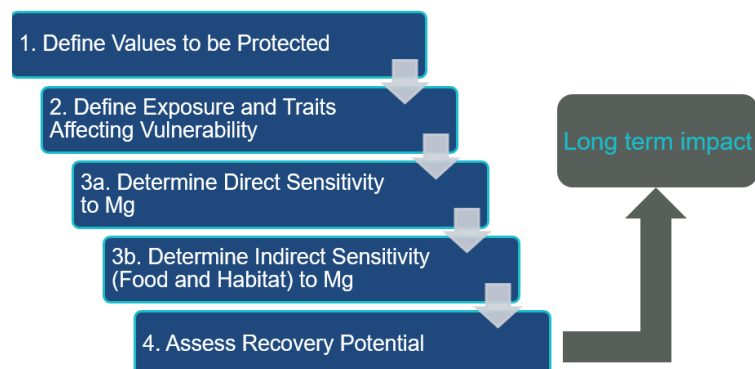 1. Define Values to be Protected
2. Define Exposure and Traits
Affecting Vulnerability
3a. Determine Direct Sensitivity
to Mg
3b. Determine Indirect Sensitivity
(Food and Habitat) to Mg
4. Assess Recovery Potential
Long term impact